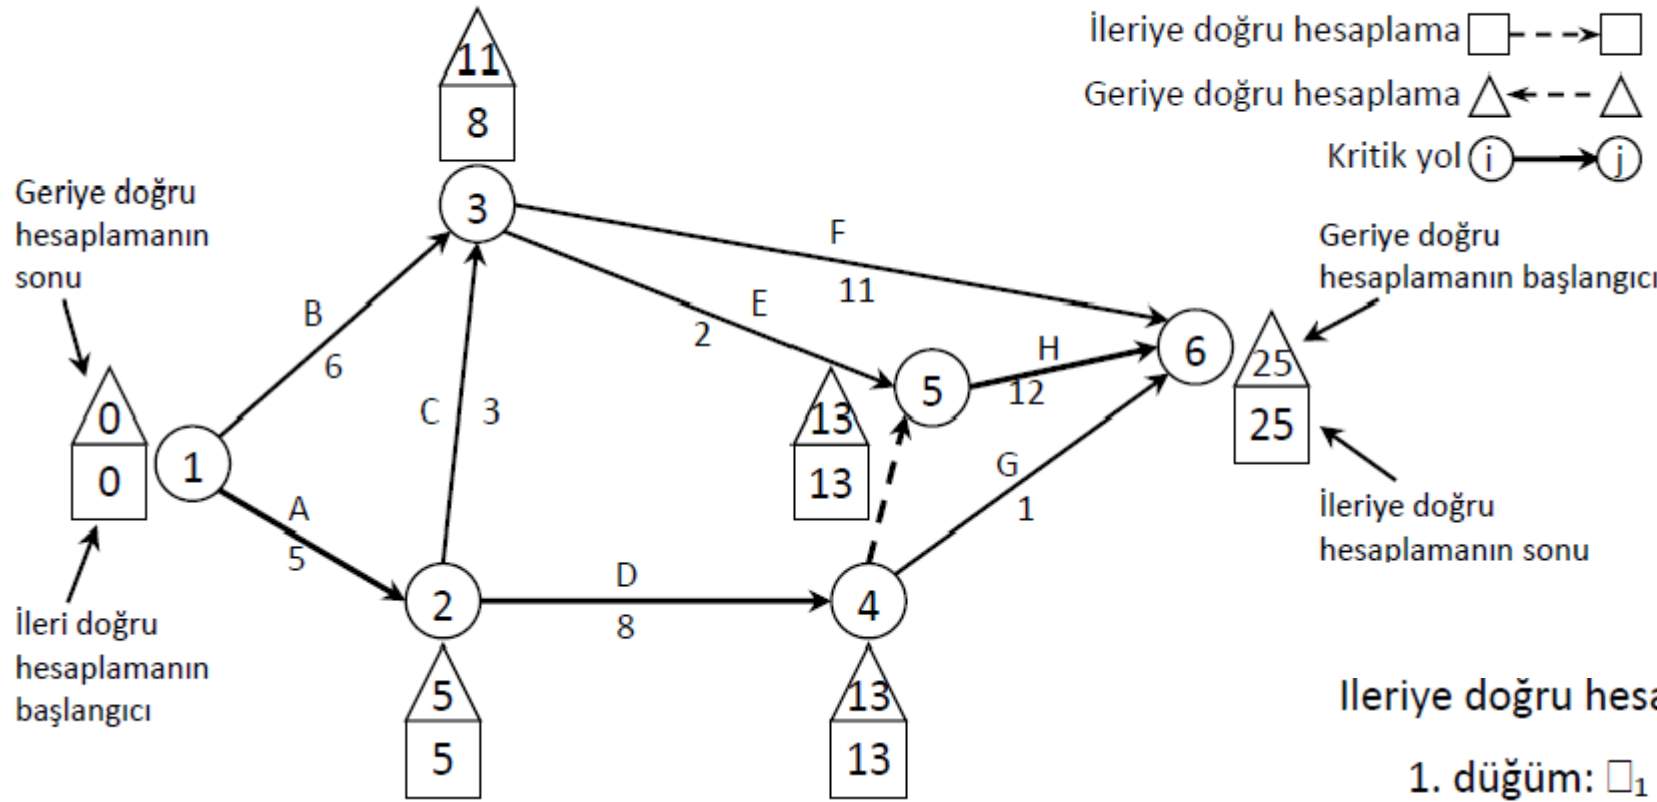 11
8
İleriye doğru hesaplama
Geriye doğru hesaplama
Kritik yol i j
Geriye doğru
hesaplamanın
sonu
3
F
11
Geriye doğru
hesaplamanın başlangıcı
B
6
E
2
C 3
0
0
1
A
5
13
13
5
H
12
6
25
25
G
1
İleriye doğru
hesaplamanın sonu
İleri doğru
hesaplamanın
başlangıcı
2
D
8
4
5
5
13
13
Ileriye doğru hesa
1. düğüm: □₁